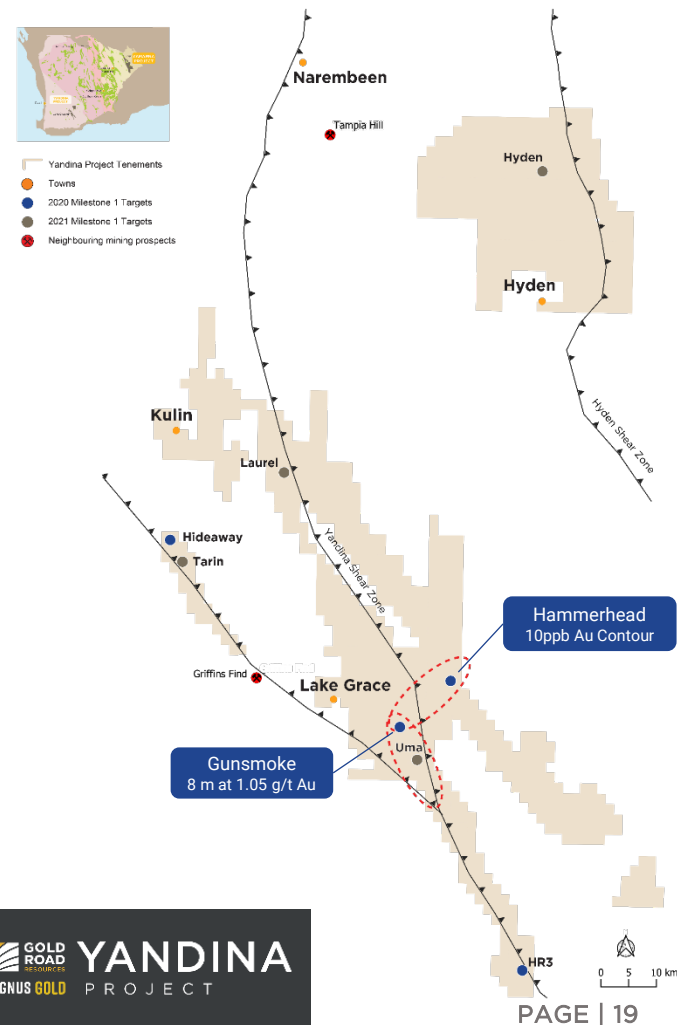 Narembeen
Tampia Hill
Hyden
Yandina Project Tenements
Towns
2020 Milestone 1 Targets
2021 Milestone 1 Targets
Neighbouring mining prospects
Hyden
Kulin
Laurel
Hyden Shear Zone
Hideaway
Tarin
Yandina Shear Zone
Hammerhead
10ppb Au Contour
Griffins Find
Lake Grace
Gunsmoke
8 m at 1.05 g/t Au
Uma
HR3
0 5 10 km
GOLD
ROAD
RESOURCES
GNUS GOLD
YANDINA
PROJECT
PAGE | 19